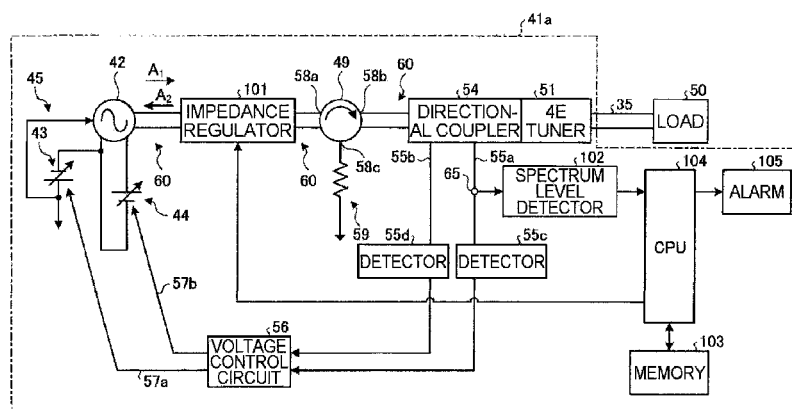 41a
42
A₁
A₂
45
43
44
101
IMPEDANCE
REGULATOR
60
60
58a
49
58b
60
58c
59
54
51
DIRECTION-
AL COUPLER
4E
TUNER
35
50
LOAD
55b
55a
65
102
SPECTRUM
LEVEL
DETECTOR
104
CPU
105
ALARM
55d
DETECTOR
55c
DETECTOR
57b
57a
56
VOLTAGE
CONTROL
CIRCUIT
103
MEMORY